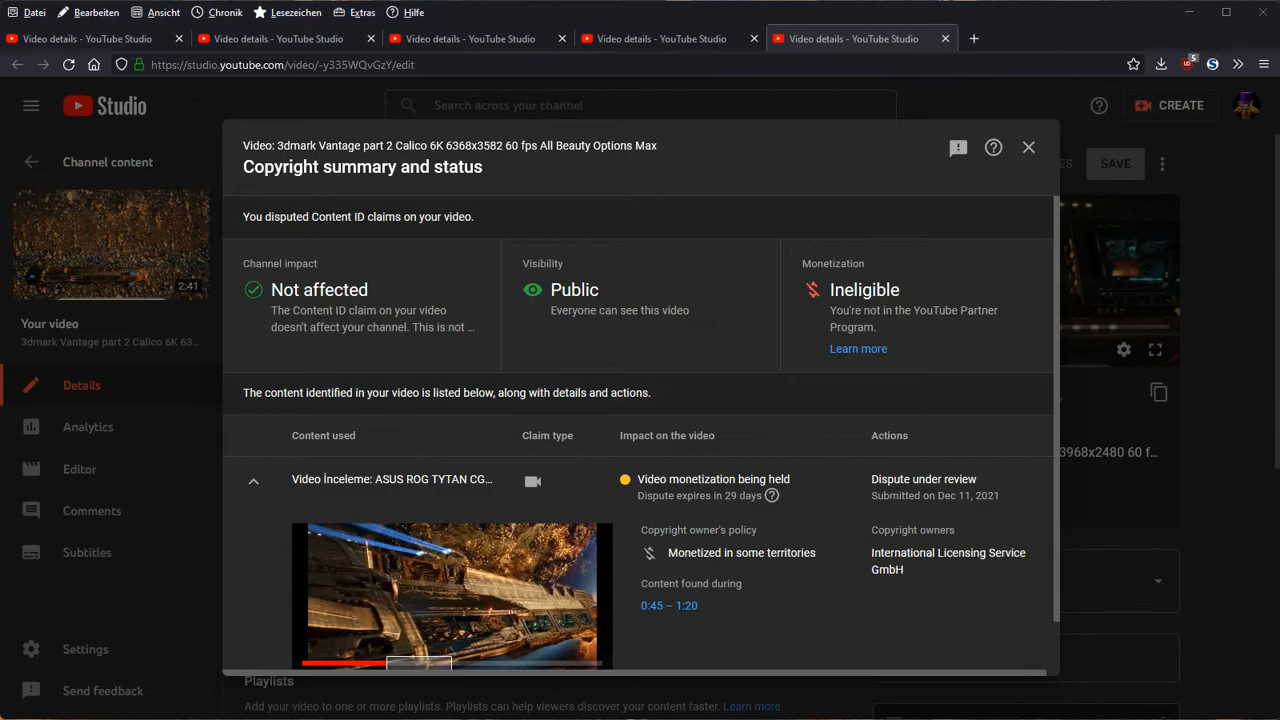 Datei Bearbeiten Ansicht Chronik Lesezeichen Extras Hilfe
Video details - YouTube Studio Video details - YouTube Studio Video details - YouTube Studio Video details - YouTube Studio Video details - YouTube Studio
https://studio.youtube.com/video/-y335WQvGzY/edit
5
Studio
Search across your channel
CREATE
Channel content
SAVE
2:41
Your video
3dmark Vantage part 2 Calico 6K 63...
Details
Analytics
Editor
Comments
Subtitles
Settings
Send feedback
Video: 3dmark Vantage part 2 Calico 6K 6368x3582 60 fps All Beauty Options Max
Copyright summary and status
You disputed Content ID claims on your video.
Channel impact
Not affected
The Content ID claim on your video
doesn't affect your channel. This is not ...
Visibility
Public
Everyone can see this video
Monetization
Ineligible
You're not in the YouTube Partner
Program.
Learn more
The content identified in your video is listed below, along with details and actions.
Content used Claim type Impact on the video Actions
Video İnceleme: ASUS ROG TYTAN CG...
Video monetization being held
Dispute expires in 29 days
Dispute under review
Submitted on Dec 11, 2021
Copyright owner's policy
Monetized in some territories
Content found during
0:45 – 1:20
Copyright owners
International Licensing Service
GmbH
3968x2480 60 f...
Playlists
Add your video to one or more playlists. Playlists can help viewers discover your content faster. Learn more